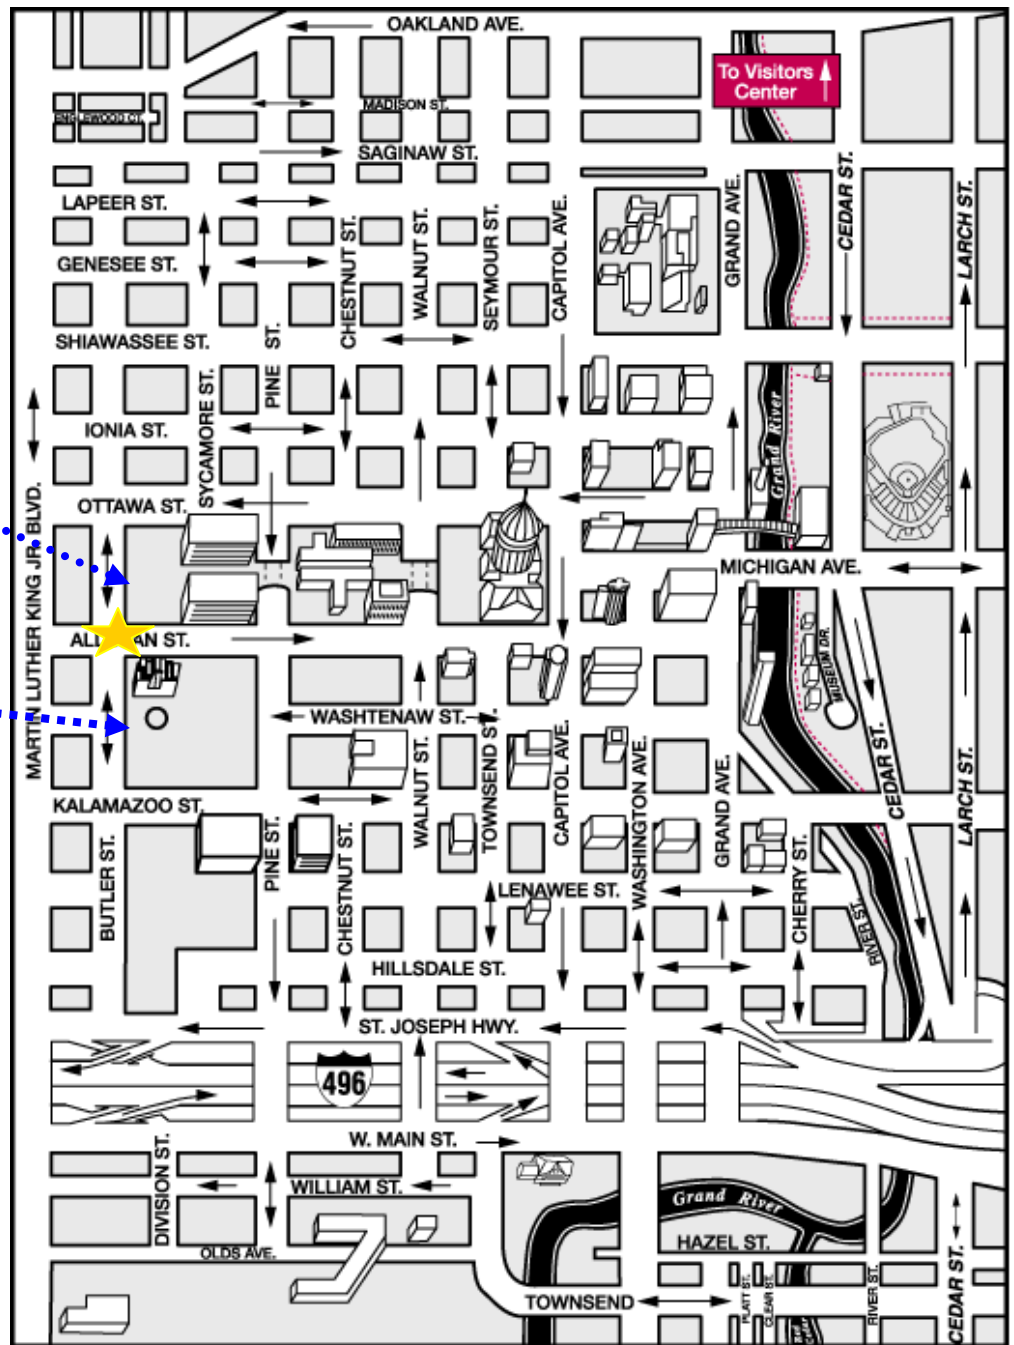 OAKLAND AVE.
To Visitors
Center
MADISON ST.
ENGLEWOOD CT.
SAGINAW ST.
LAPEER ST.
GENESEE ST.
SHIAWASSEE ST.
CHESTNUT ST.
WALNUT ST.
SEYMOUR ST.
CAPITOL AVE.
GRAND AVE.
CEDAR ST.
LARCH ST.
PINE ST.
SYCAMORE ST.
IONIA ST.
OTTAWA ST.
MARTIN LUTHER KING JR. BLVD.
Grand River
MICHIGAN AVE.
ALL AN ST.
MUSEUM DR.
WASHTENAW ST.
WALNUT ST.
TOWNSEND ST.
CAPITOL AVE.
WASHINGTON AVE.
GRAND AVE.
CEDAR ST.
LARCH ST.
KALAMAZOO ST.
BUTLER ST.
PINE ST.
CHESTNUT ST.
LENAWEE ST.
CHERRY ST.
RIVER ST.
HILLSDALE ST.
ST. JOSEPH HWY.
496
W. MAIN ST.
DIVISION ST.
WILLIAM ST.
Grand River
OLDS AVE.
HAZEL ST.
TOWNSEND
PLATT ST.
CLEAR ST.
RIVER ST.
CEDAR ST.